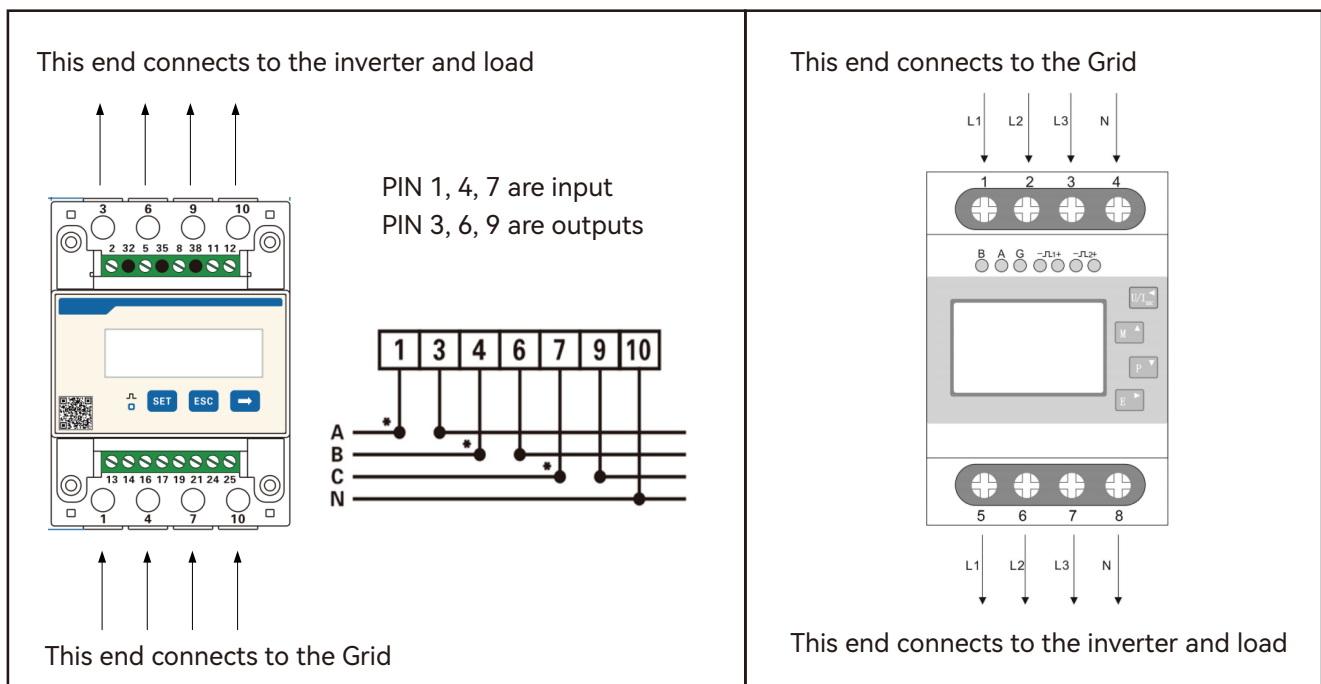 This end connects to the inverter and load
3 6 9 10
2 32 5 35 8 38 11 12
SET ESC
13 14 16 17 19 21 24 25
1 4 7 10
This end connects to the Grid
PIN 1, 4, 7 are input
PIN 3, 6, 9 are outputs
1 3 4 6 7 9 10
A *
B *
C *
N
This end connects to the Grid
L1 L2 L3 N
1 2 3 4
B A G 1+ 2+
U/I
M
P
E
5 6 7 8
L1 L2 L3 N
This end connects to the inverter and load